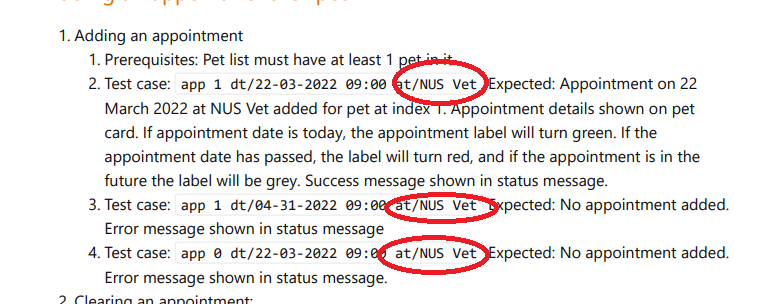 1. Adding an appointment
1. Prerequisites: Pet list must have at least 1 pet in it
2. Test case: app 1 dt/22-03-2022 09:00 at/NUS Vet Expected: Appointment on 22
March 2022 at NUS Vet added for pet at index 1. Appointment details shown on pet
card. If appointment date is today, the appointment label will turn green. If the
appointment date has passed, the label will turn red, and if the appointment is in the
future the label will be grey. Success message shown in status message.
3. Test case: app 1 dt/04-31-2022 09:00 at/NUS Vet Expected: No appointment added.
Error message shown in status message
4. Test case: app 0 dt/22-03-2022 09:00 at/NUS Vet Expected: No appointment added.
Error message shown in status message.
2. Clearing an appointment: